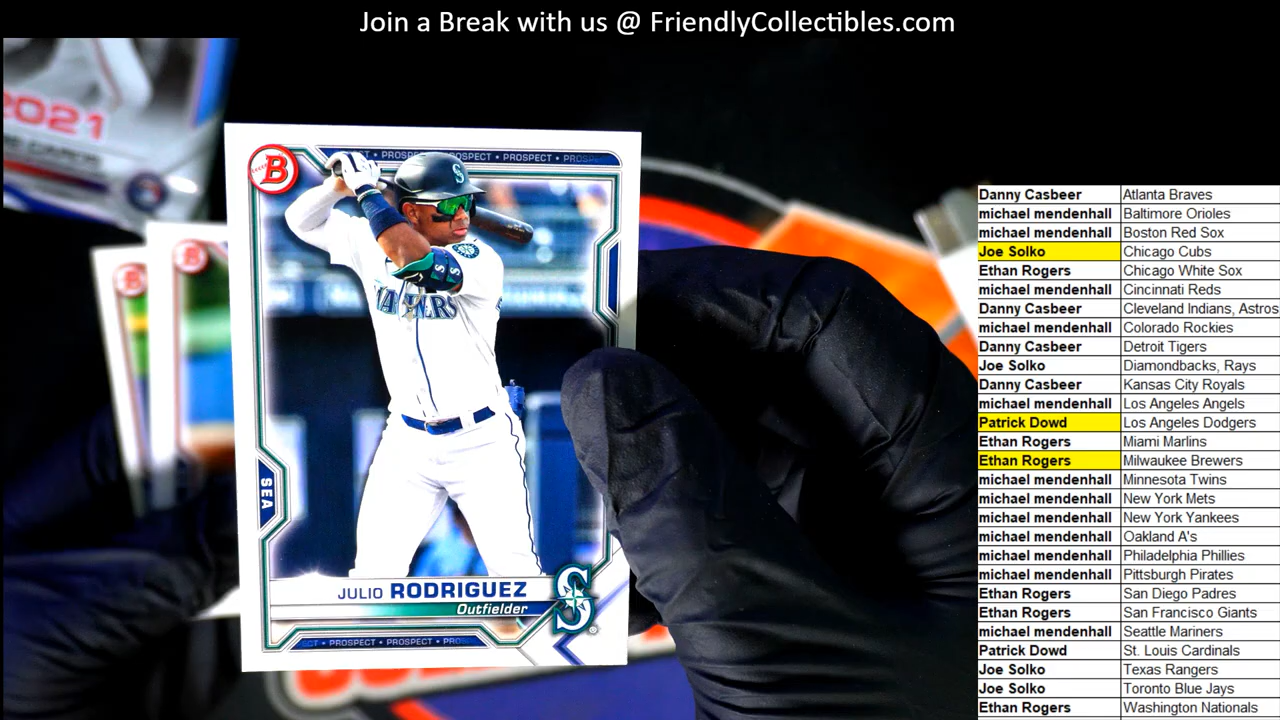 Join a Break with us @ FriendlyCollectibles.com
2021
B
PROSPECT • PROSPECT • PROSPECT
S
SEA
JULIO RODRIGUEZ
Outfielder
S
PROSPECT • PROSPECT
Danny Casbeer Atlanta Braves
michael mendenhall Baltimore Orioles
michael mendenhall Boston Red Sox
Joe Solko Chicago Cubs
Ethan Rogers Chicago White Sox
michael mendenhall Cincinnati Reds
Danny Casbeer Cleveland Indians, Astros
michael mendenhall Colorado Rockies
Danny Casbeer Detroit Tigers
Joe Solko Diamondbacks, Rays
Danny Casbeer Kansas City Royals
michael mendenhall Los Angeles Angels
Patrick Dowd Los Angeles Dodgers
Ethan Rogers Miami Marlins
Ethan Rogers Milwaukee Brewers
michael mendenhall Minnesota Twins
michael mendenhall New York Mets
michael mendenhall New York Yankees
michael mendenhall Oakland A's
michael mendenhall Philadelphia Phillies
michael mendenhall Pittsburgh Pirates
Ethan Rogers San Diego Padres
Ethan Rogers San Francisco Giants
michael mendenhall Seattle Mariners
Patrick Dowd St. Louis Cardinals
Joe Solko Texas Rangers
Joe Solko Toronto Blue Jays
Ethan Rogers Washington Nationals